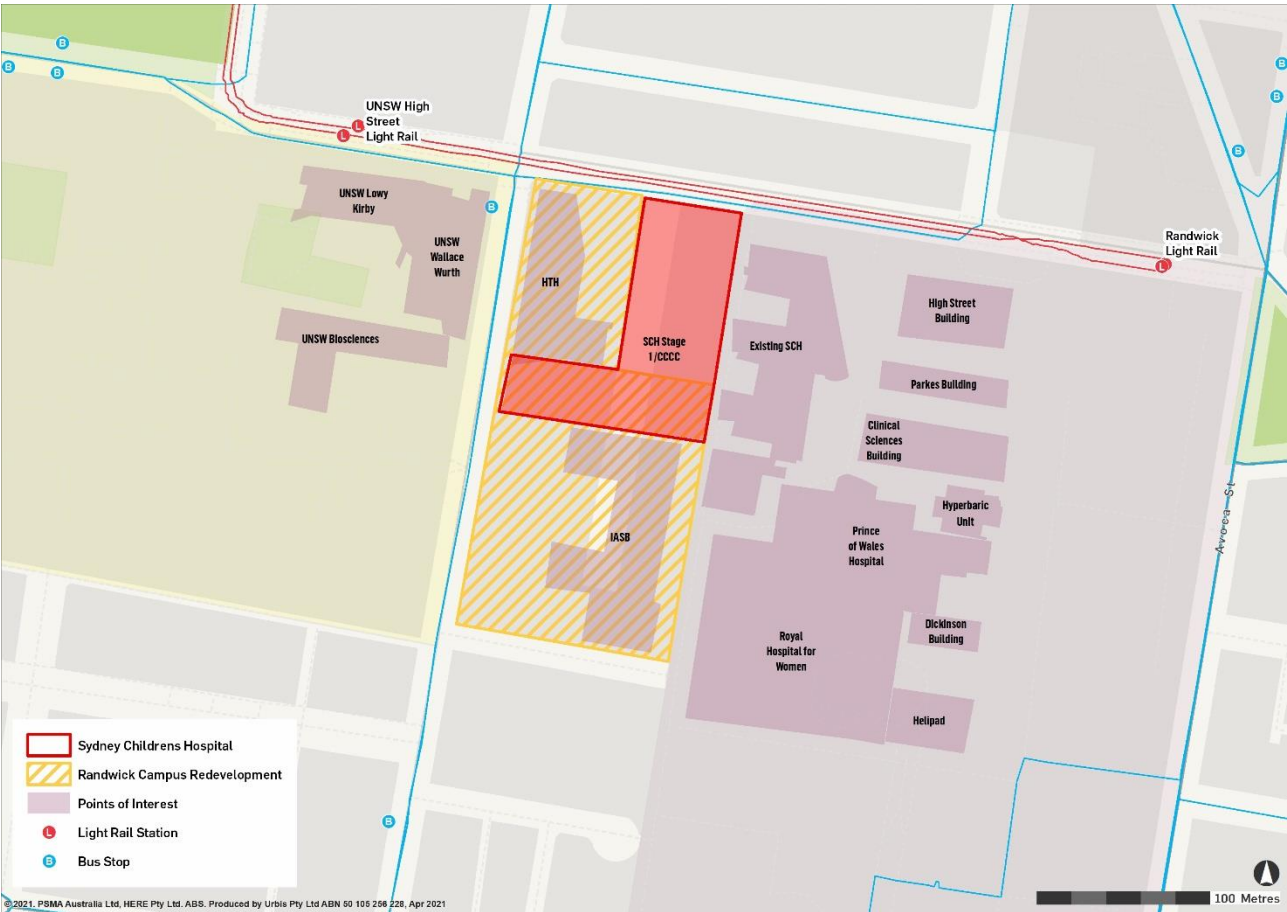 B
B
B
B
B
UNSW High
Street
Light Rail
L
L
B
UNSW Lowy
Kirby
B
UNSW
Wallace
Wurth
Randwick
Light Rail
L
HTH
High Street
Building
UNSW Biosciences
SCH Stage
1 /CCCC
Existing SCH
Parkes Building
Clinical
Sciences
Building
Hyperbaric
Unit
Avoca St
IASB
Prince
of Wales
Hospital
Dickinson
Building
Royal
Hospital for
Women
Helipad
Sydney Childrens Hospital
Randwick Campus Redevelopment
Points of Interest
L Light Rail Station
B Bus Stop
B
100 Metres
© 2021. PSMA Australia Ltd, HERE Pty Ltd. ABS. Produced by Urbis Pty Ltd ABN 50 105 256 228, Apr 2021